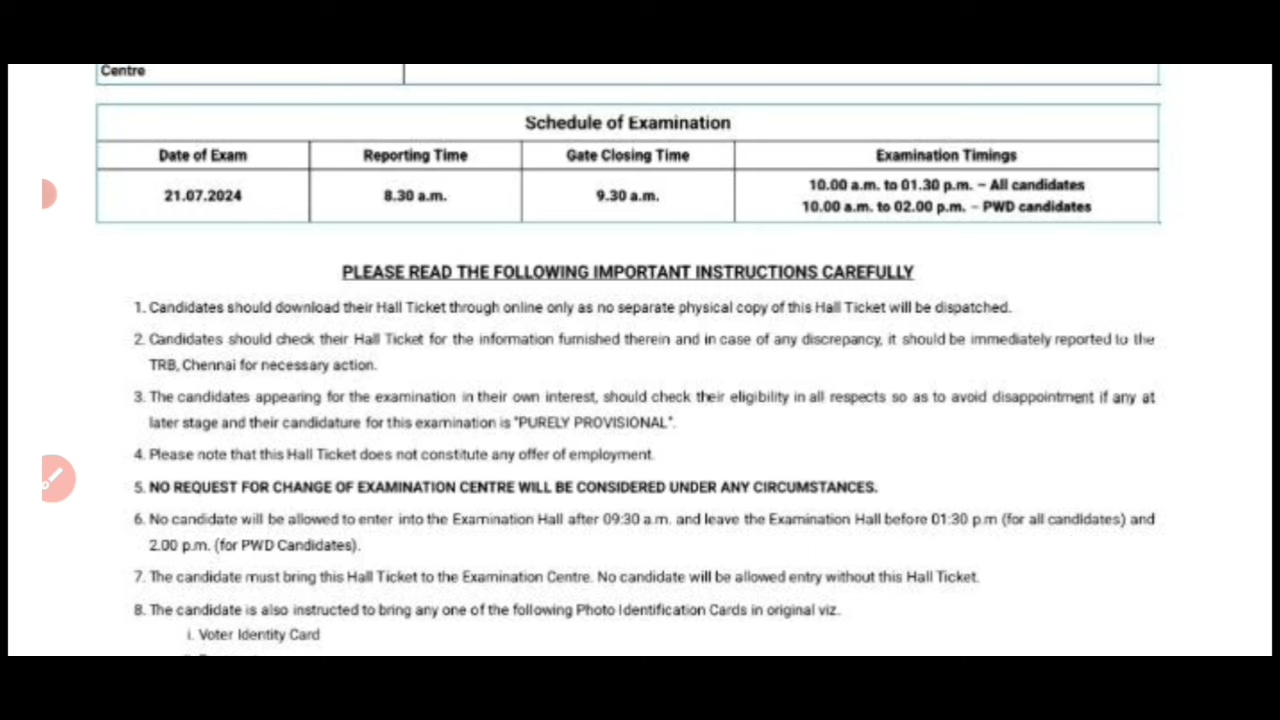 Centre
Schedule of Examination
Date of Exam Reporting Time Gate Closing Time Examination Timings
21.07.2024 8.30 a.m. 9.30 a.m. 10.00 a.m. to 01.30 p.m. – All candidates
10.00 a.m. to 02.00 p.m. – PWD candidates
PLEASE READ THE FOLLOWING IMPORTANT INSTRUCTIONS CAREFULLY
1. Candidates should download their Hall Ticket through online only as no separate physical copy of this Hall Ticket will be dispatched.
2. Candidates should check their Hall Ticket for the information furnished therein and in case of any discrepancy, it should be immediately reported to the
TRB, Chennai for necessary action.
3. The candidates appearing for the examination in their own interest, should check their eligibility in all respects so as to avoid disappointment if any at
later stage and their candidature for this examination is "PURELY PROVISIONAL".
4. Please note that this Hall Ticket does not constitute any offer of employment.
5. NO REQUEST FOR CHANGE OF EXAMINATION CENTRE WILL BE CONSIDERED UNDER ANY CIRCUMSTANCES.
6. No candidate will be allowed to enter into the Examination Hall after 09:30 a.m. and leave the Examination Hall before 01:30 p.m (for all candidates) and
2.00 p.m. (for PWD Candidates).
7. The candidate must bring this Hall Ticket to the Examination Centre. No candidate will be allowed entry without this Hall Ticket.
8. The candidate is also instructed to bring any one of the following Photo Identification Cards in original viz.
i. Voter Identity Card